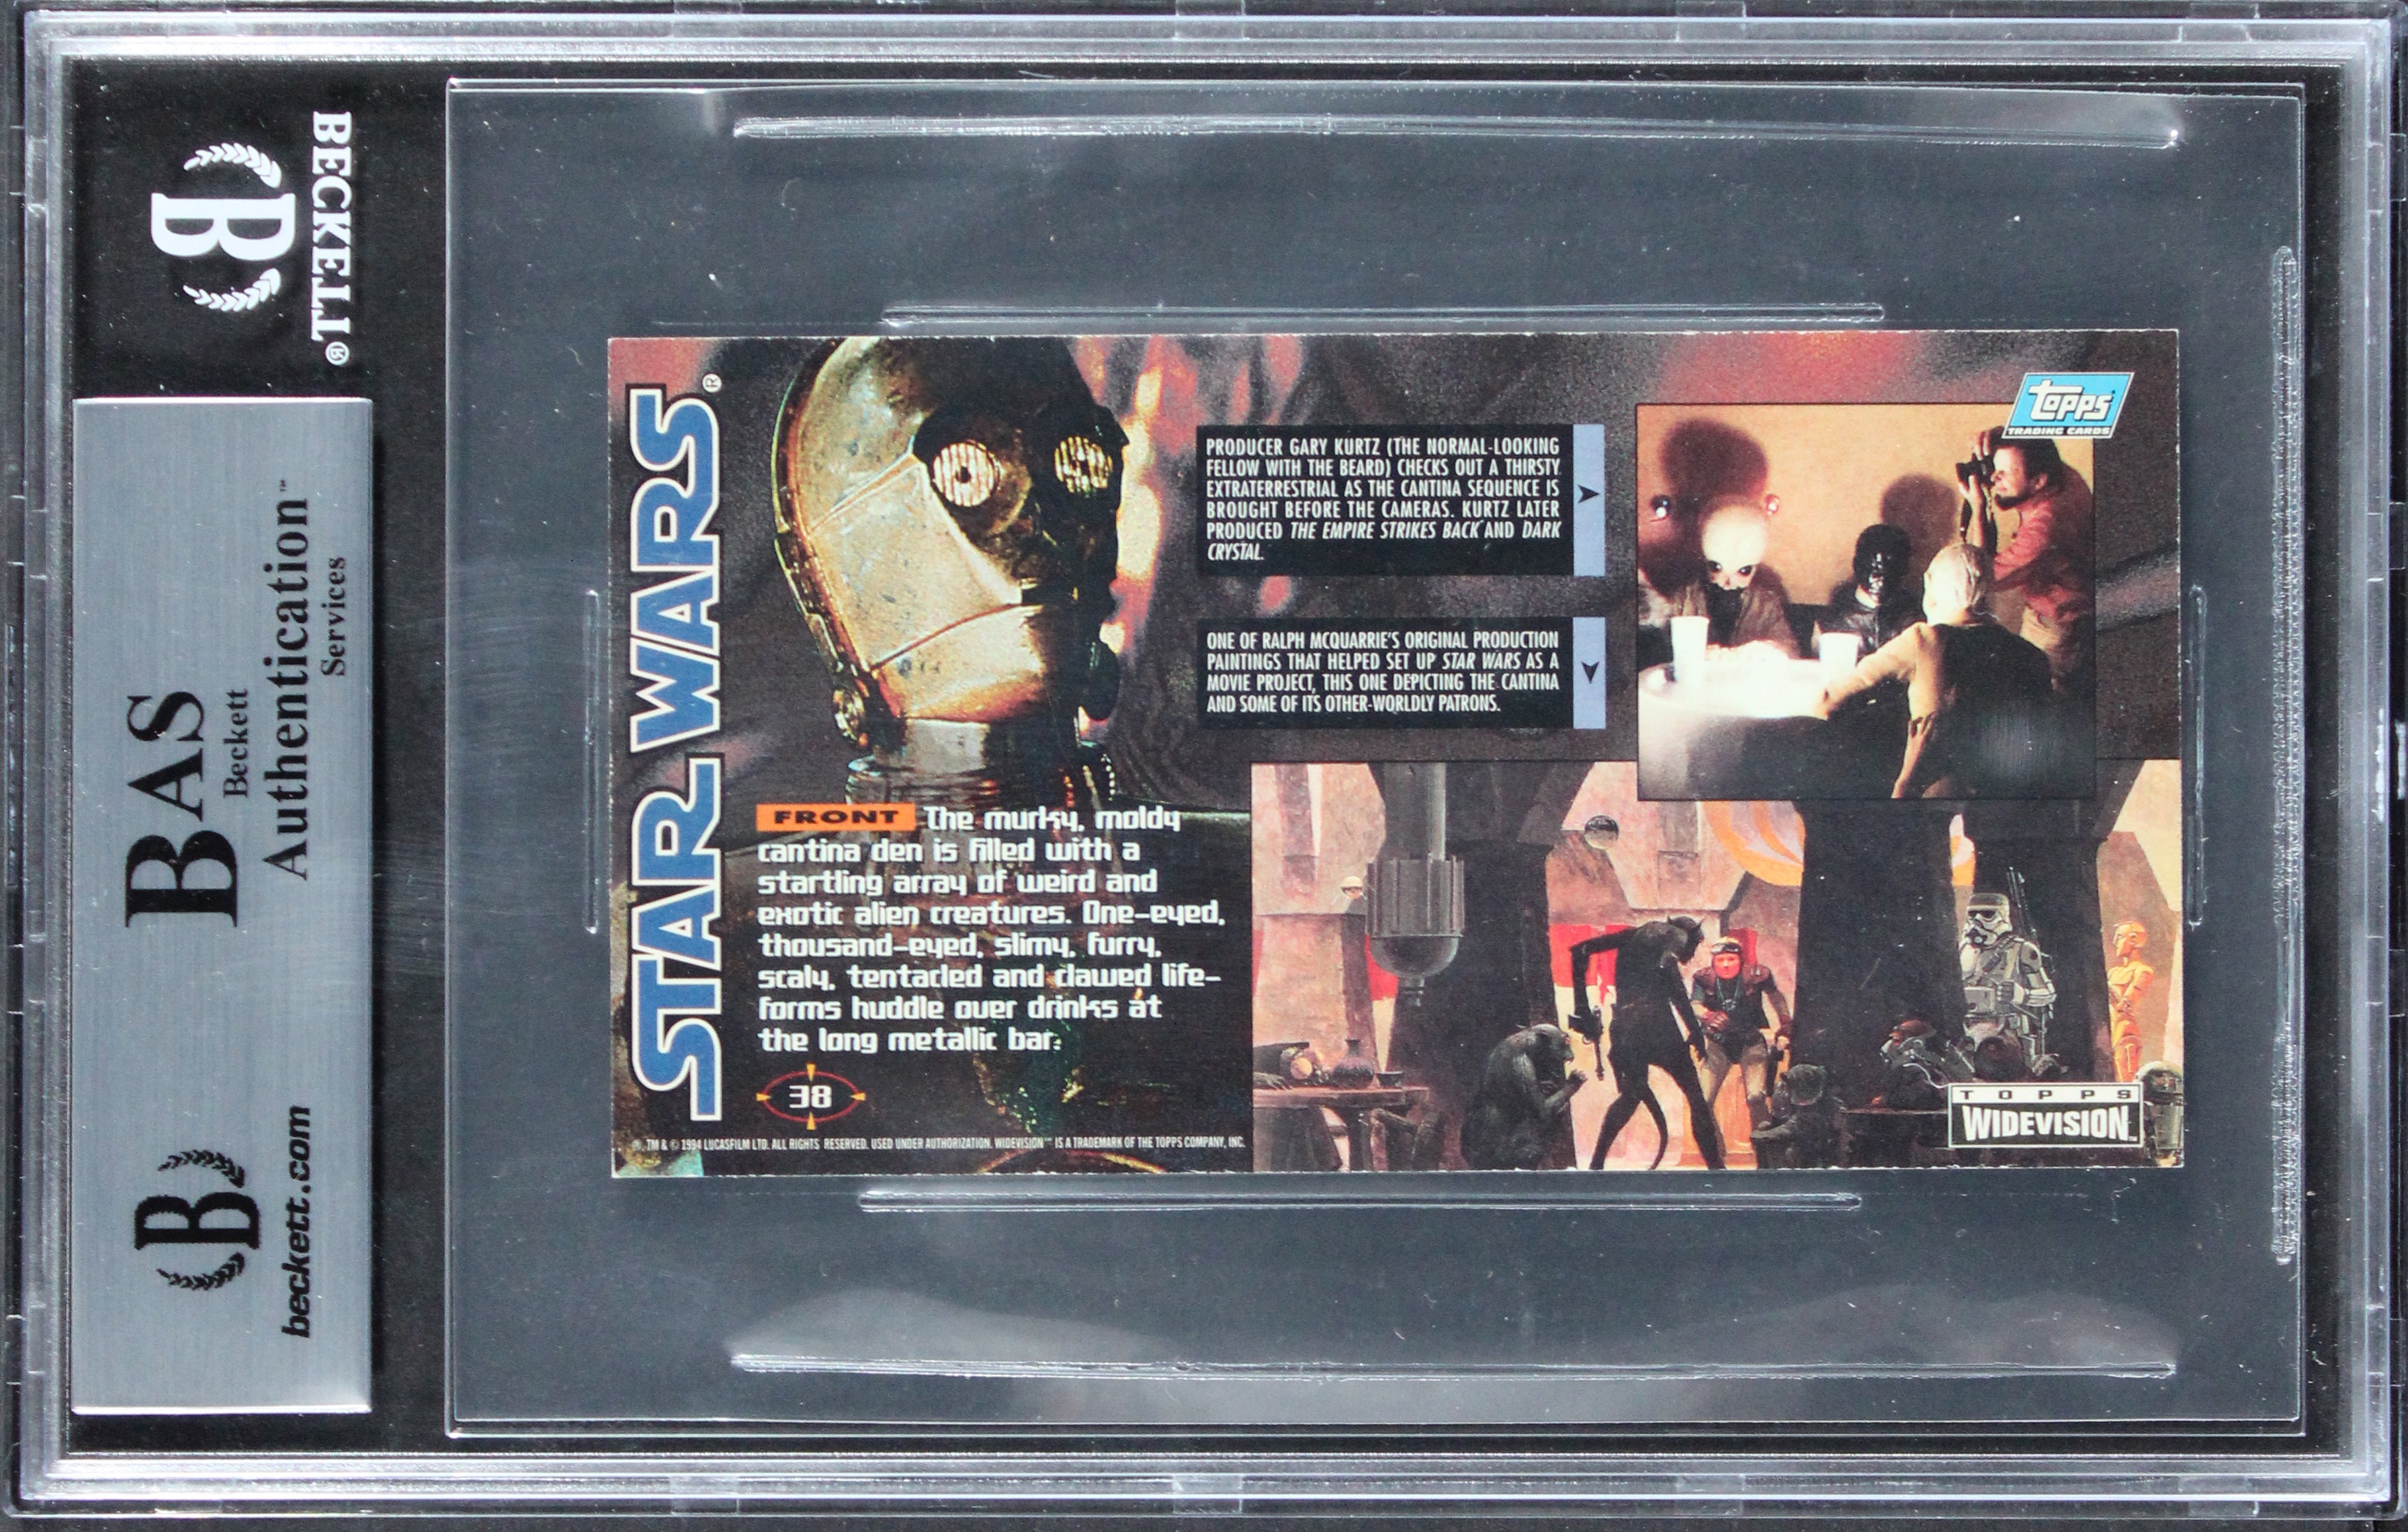 BECKETT®
B
BAS
Beckett
Authentication™
Services
B
beckett.com
STAR WARS®
FRONT The murky, moldy
cantina den is filled with a
startling array of weird and
exotic alien creatures. One-eyed,
thousand-eyed, slimy, furry,
scaly, tentacled and clawed life-
forms huddle over drinks at
the long metallic bar.
38
®, TM & © 1994 LUCASFILM LTD. ALL RIGHTS RESERVED. USED UNDER AUTHORIZATION. WIDEVISION™ IS A TRADEMARK OF THE TOPPS COMPANY, INC.
PRODUCER GARY KURTZ (THE NORMAL-LOOKING
FELLOW WITH THE BEARD) CHECKS OUT A THIRSTY
EXTRATERRESTRIAL AS THE CANTINA SEQUENCE IS
BROUGHT BEFORE THE CAMERAS. KURTZ LATER
PRODUCED THE EMPIRE STRIKES BACK AND DARK
CRYSTAL.
ONE OF RALPH MCQUARRIE'S ORIGINAL PRODUCTION
PAINTINGS THAT HELPED SET UP STAR WARS AS A
MOVIE PROJECT, THIS ONE DEPICTING THE CANTINA
AND SOME OF ITS OTHER-WORLDLY PATRONS.
TOPPS
TRADING CARDS
TOPPS
WIDEVISION™